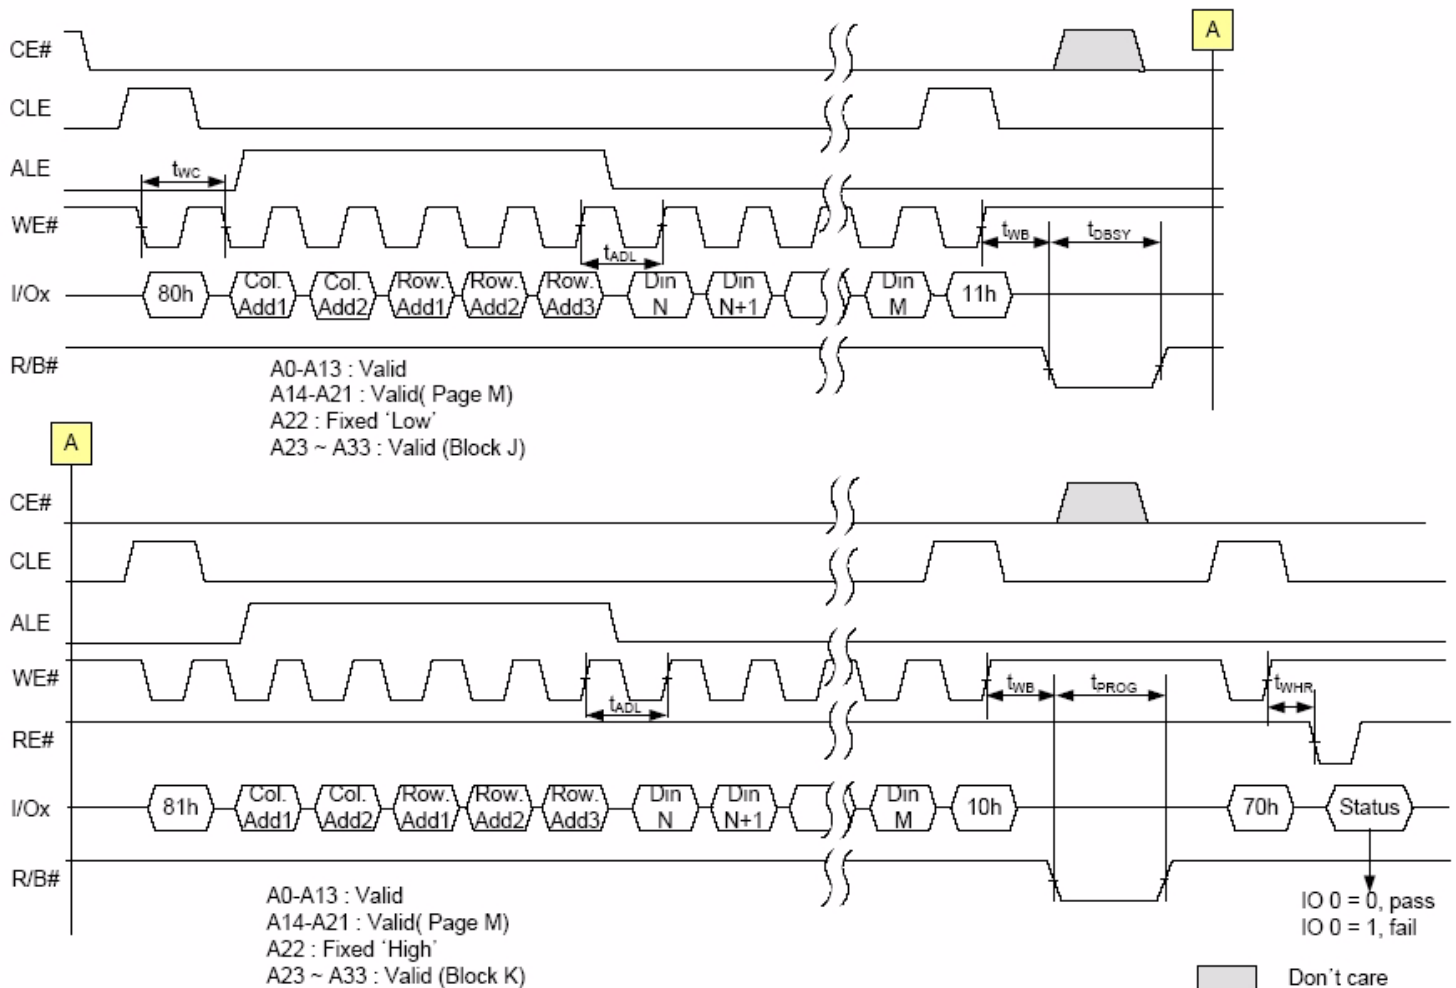 A
CE#
CLE
ALE
tWC
WE#
tADL
tWB
tDBSY
I/Ox
80h
Col. Add1
Col. Add2
Row. Add1
Row. Add2
Row. Add3
Din N
Din N+1
Din M
11h
R/B#
A0-A13 : Valid
A14-A21 : Valid( Page M)
A22 : Fixed ‘Low’
A23 ~ A33 : Valid (Block J)
A
CE#
CLE
ALE
WE#
tADL
tWB
tPROG
tWHR
RE#
I/Ox
81h
Col. Add1
Col. Add2
Row. Add1
Row. Add2
Row. Add3
Din N
Din N+1
Din M
10h
70h
Status
R/B#
A0-A13 : Valid
A14-A21 : Valid( Page M)
A22 : Fixed ‘High’
A23 ~ A33 : Valid (Block K)
IO 0 = 0, pass
IO 0 = 1, fail
Don´t care